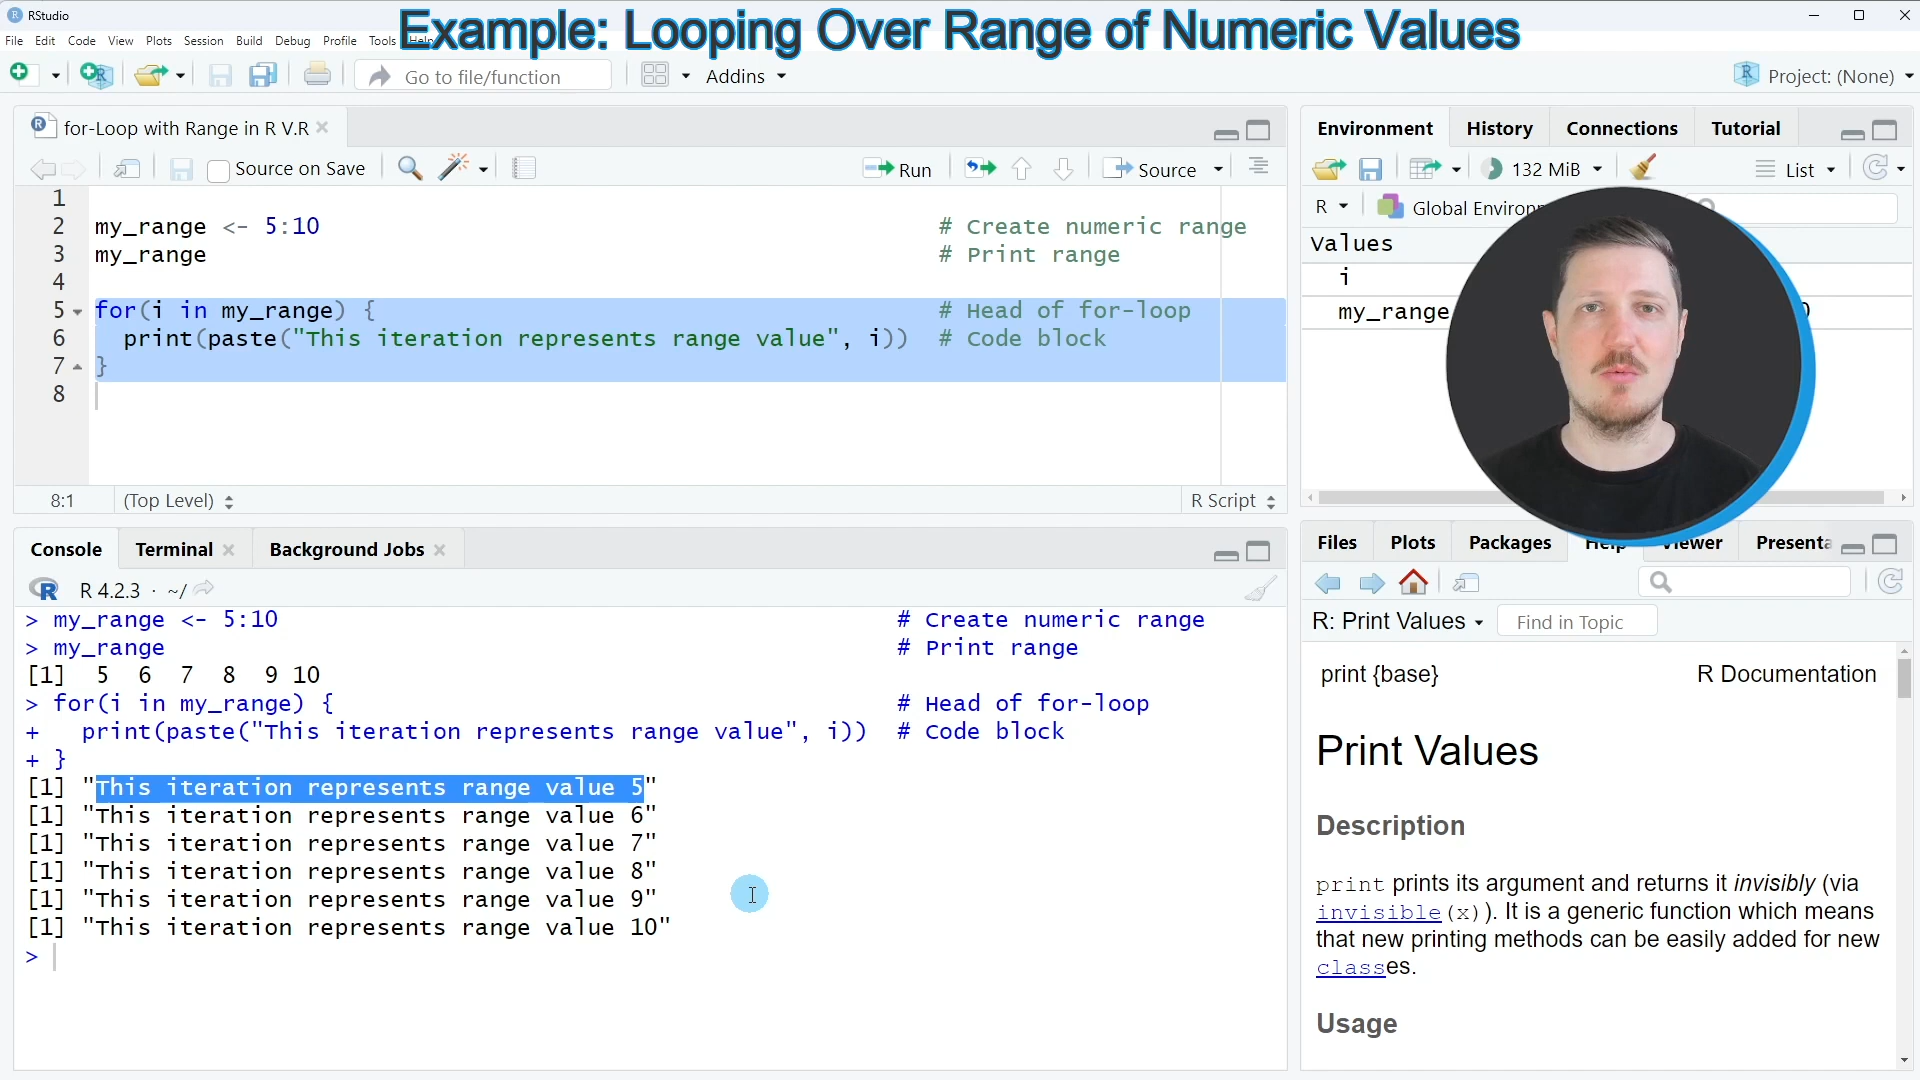 RStudio
Example: Looping Over Range of Numeric Values
File Edit Code View Plots Session Build Debug Profile Tools Help
Go to file/function
Addins
Project: (None)
for-Loop with Range in R V.R
Source on Save
Run
Source
1
2 my_range <- 5:10 # Create numeric range
3 my_range # Print range
4
5 for(i in my_range) { # Head of for-loop
6 print(paste("This iteration represents range value", i)) # Code block
7 }
8
8:1 (Top Level) R Script
Console Terminal Background Jobs
R 4.2.3 · ~/
> my_range <- 5:10 # Create numeric range
> my_range # Print range
[1] 5 6 7 8 9 10
> for(i in my_range) { # Head of for-loop
+ print(paste("This iteration represents range value", i)) # Code block
+ }
[1] "This iteration represents range value 5"
[1] "This iteration represents range value 6"
[1] "This iteration represents range value 7"
[1] "This iteration represents range value 8"
[1] "This iteration represents range value 9"
[1] "This iteration represents range value 10"
>
Environment History Connections Tutorial
132 MiB List
R Global
Values
i
my_range
Files Plots Packages Help Viewer
R: Print Values Find in Topic
print {base} R Documentation
Print Values
Description
print prints its argument and returns it invisibly (via
invisible(x)). It is a generic function which means
that new printing methods can be easily added for new
classes.
Usage